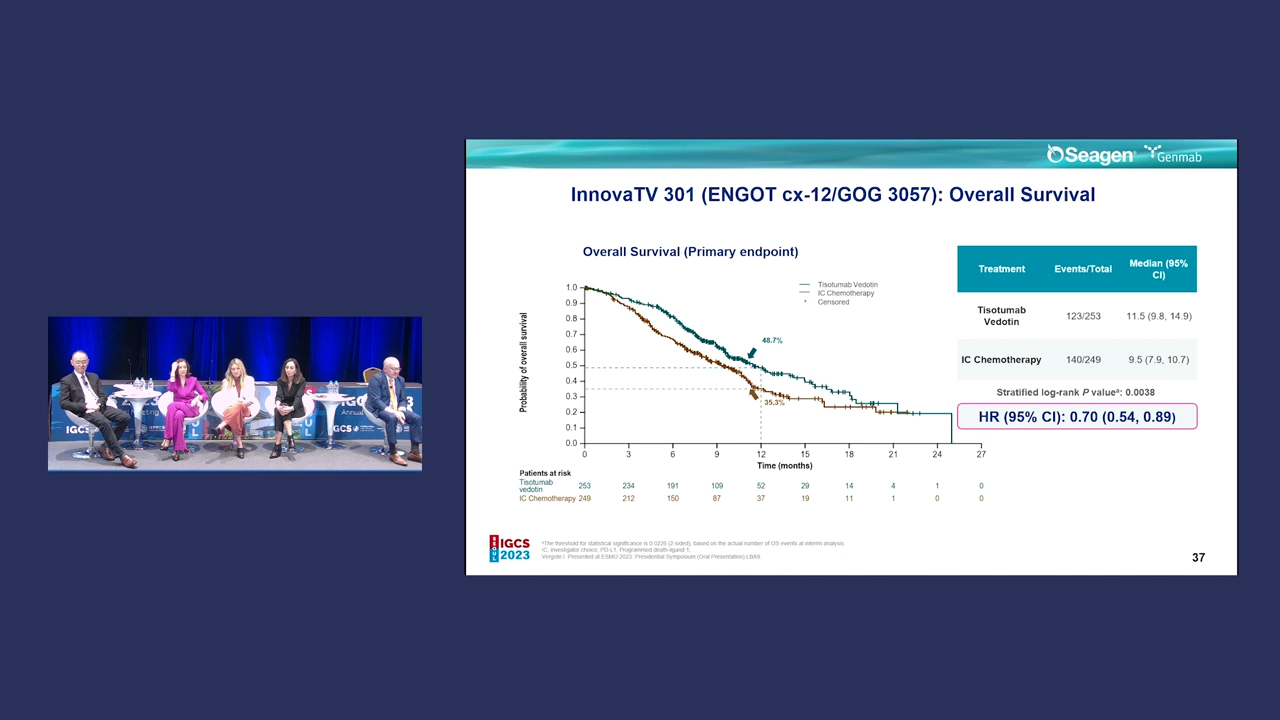 Seagen
Genmab
InnovaTV 301 (ENGOT cx-12/GOG 3057): Overall Survival
Overall Survival (Primary endpoint)
Tisotumab Vedotin
IC Chemotherapy
Censored
Probability of overall survival
1.0
0.9
0.8
0.7
0.6
0.5
0.4
0.3
0.2
0.1
0.0
48.7%
35.3%
0 3 6 9 12 15 18 21 24 27
Time (months)
Patients at risk
Tisotumab
vedotin 253 234 191 109 52 29 14 4 1 0
IC Chemotherapy 249 212 150 87 37 19 11 1 0 0
Treatment Events/Total Median (95% CI)
Tisotumab Vedotin 123/253 11.5 (9.8, 14.9)
IC Chemotherapy 140/249 9.5 (7.9, 10.7)
Stratified log-rank P valueᵃ: 0.0038
HR (95% CI): 0.70 (0.54, 0.89)
SEOUL
IGCS
2023
ᵃThe threshold for statistical significance is 0.0226 (2-sided), based on the actual number of OS events at interim analysis.
IC, investigator choice; PD-L1, Programmed death-ligand 1.
Vergote I. Presented at ESMO 2023. Presidential Symposium (Oral Presentation) LBA9.
37
IGCS
Meeting
IGCS
Annual
IGCS